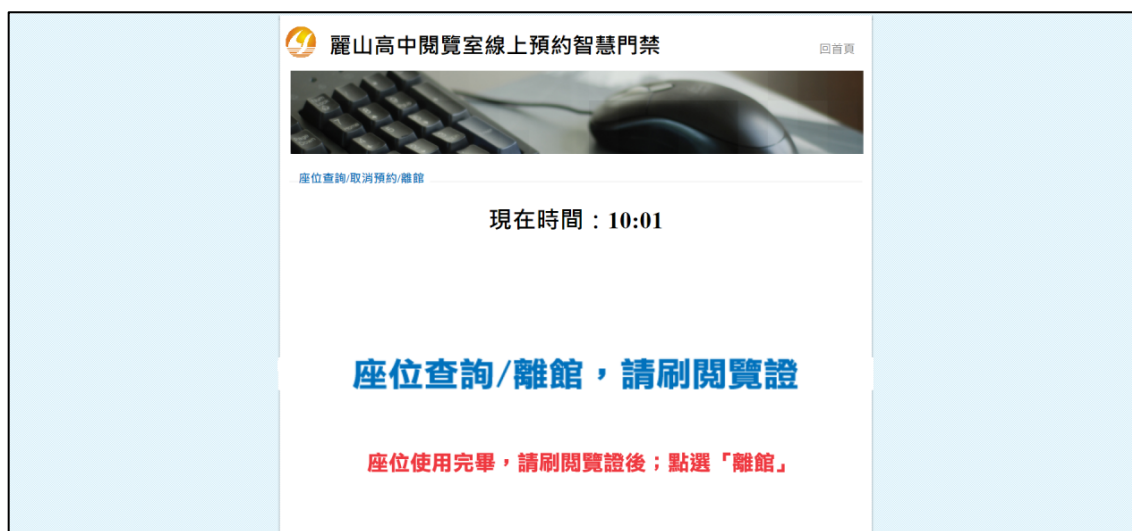 麗山高中閱覽室線上預約智慧門禁
回首頁
座位查詢/取消預約/離館
現在時間：10:01
座位查詢/離館，請刷閱覽證
座位使用完畢，請刷閱覽證後；點選「離館」